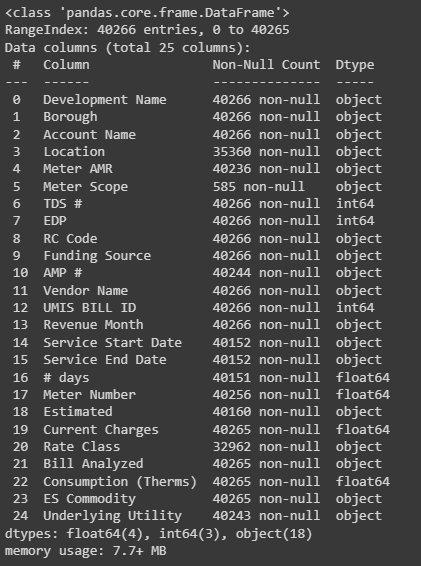 <class 'pandas.core.frame.DataFrame'>
RangeIndex: 40266 entries, 0 to 40265
Data columns (total 25 columns):
 #   Column                Non-Null Count  Dtype
---  ------                --------------  -----
 0   Development Name      40266 non-null  object
 1   Borough               40266 non-null  object
 2   Account Name          40266 non-null  object
 3   Location              35360 non-null  object
 4   Meter AMR             40236 non-null  object
 5   Meter Scope           585 non-null    object
 6   TDS #                 40266 non-null  int64
 7   EDP                   40266 non-null  int64
 8   RC Code               40266 non-null  object
 9   Funding Source        40266 non-null  object
 10  AMP #                 40244 non-null  object
 11  Vendor Name           40266 non-null  object
 12  UMIS BILL ID          40266 non-null  int64
 13  Revenue Month         40266 non-null  object
 14  Service Start Date    40152 non-null  object
 15  Service End Date      40152 non-null  object
 16  # days                40151 non-null  float64
 17  Meter Number          40256 non-null  float64
 18  Estimated             40160 non-null  object
 19  Current Charges       40265 non-null  float64
 20  Rate Class            32962 non-null  object
 21  Bill Analyzed         40265 non-null  object
 22  Consumption (Therms)  40265 non-null  float64
 23  ES Commodity          40265 non-null  object
 24  Underlying Utility    40243 non-null  object
dtypes: float64(4), int64(3), object(18)
memory usage: 7.7+ MB